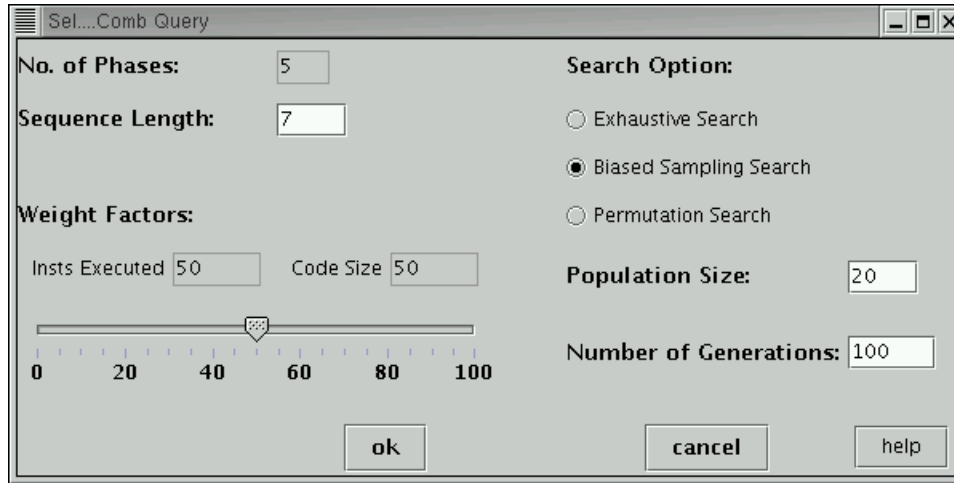 Sel....Comb Query
No. of Phases: 5
Sequence Length: 7
Weight Factors:
Insts Executed 50 Code Size 50
0 20 40 60 80 100
Search Option:
Exhaustive Search
Biased Sampling Search
Permutation Search
Population Size: 20
Number of Generations: 100
ok cancel help